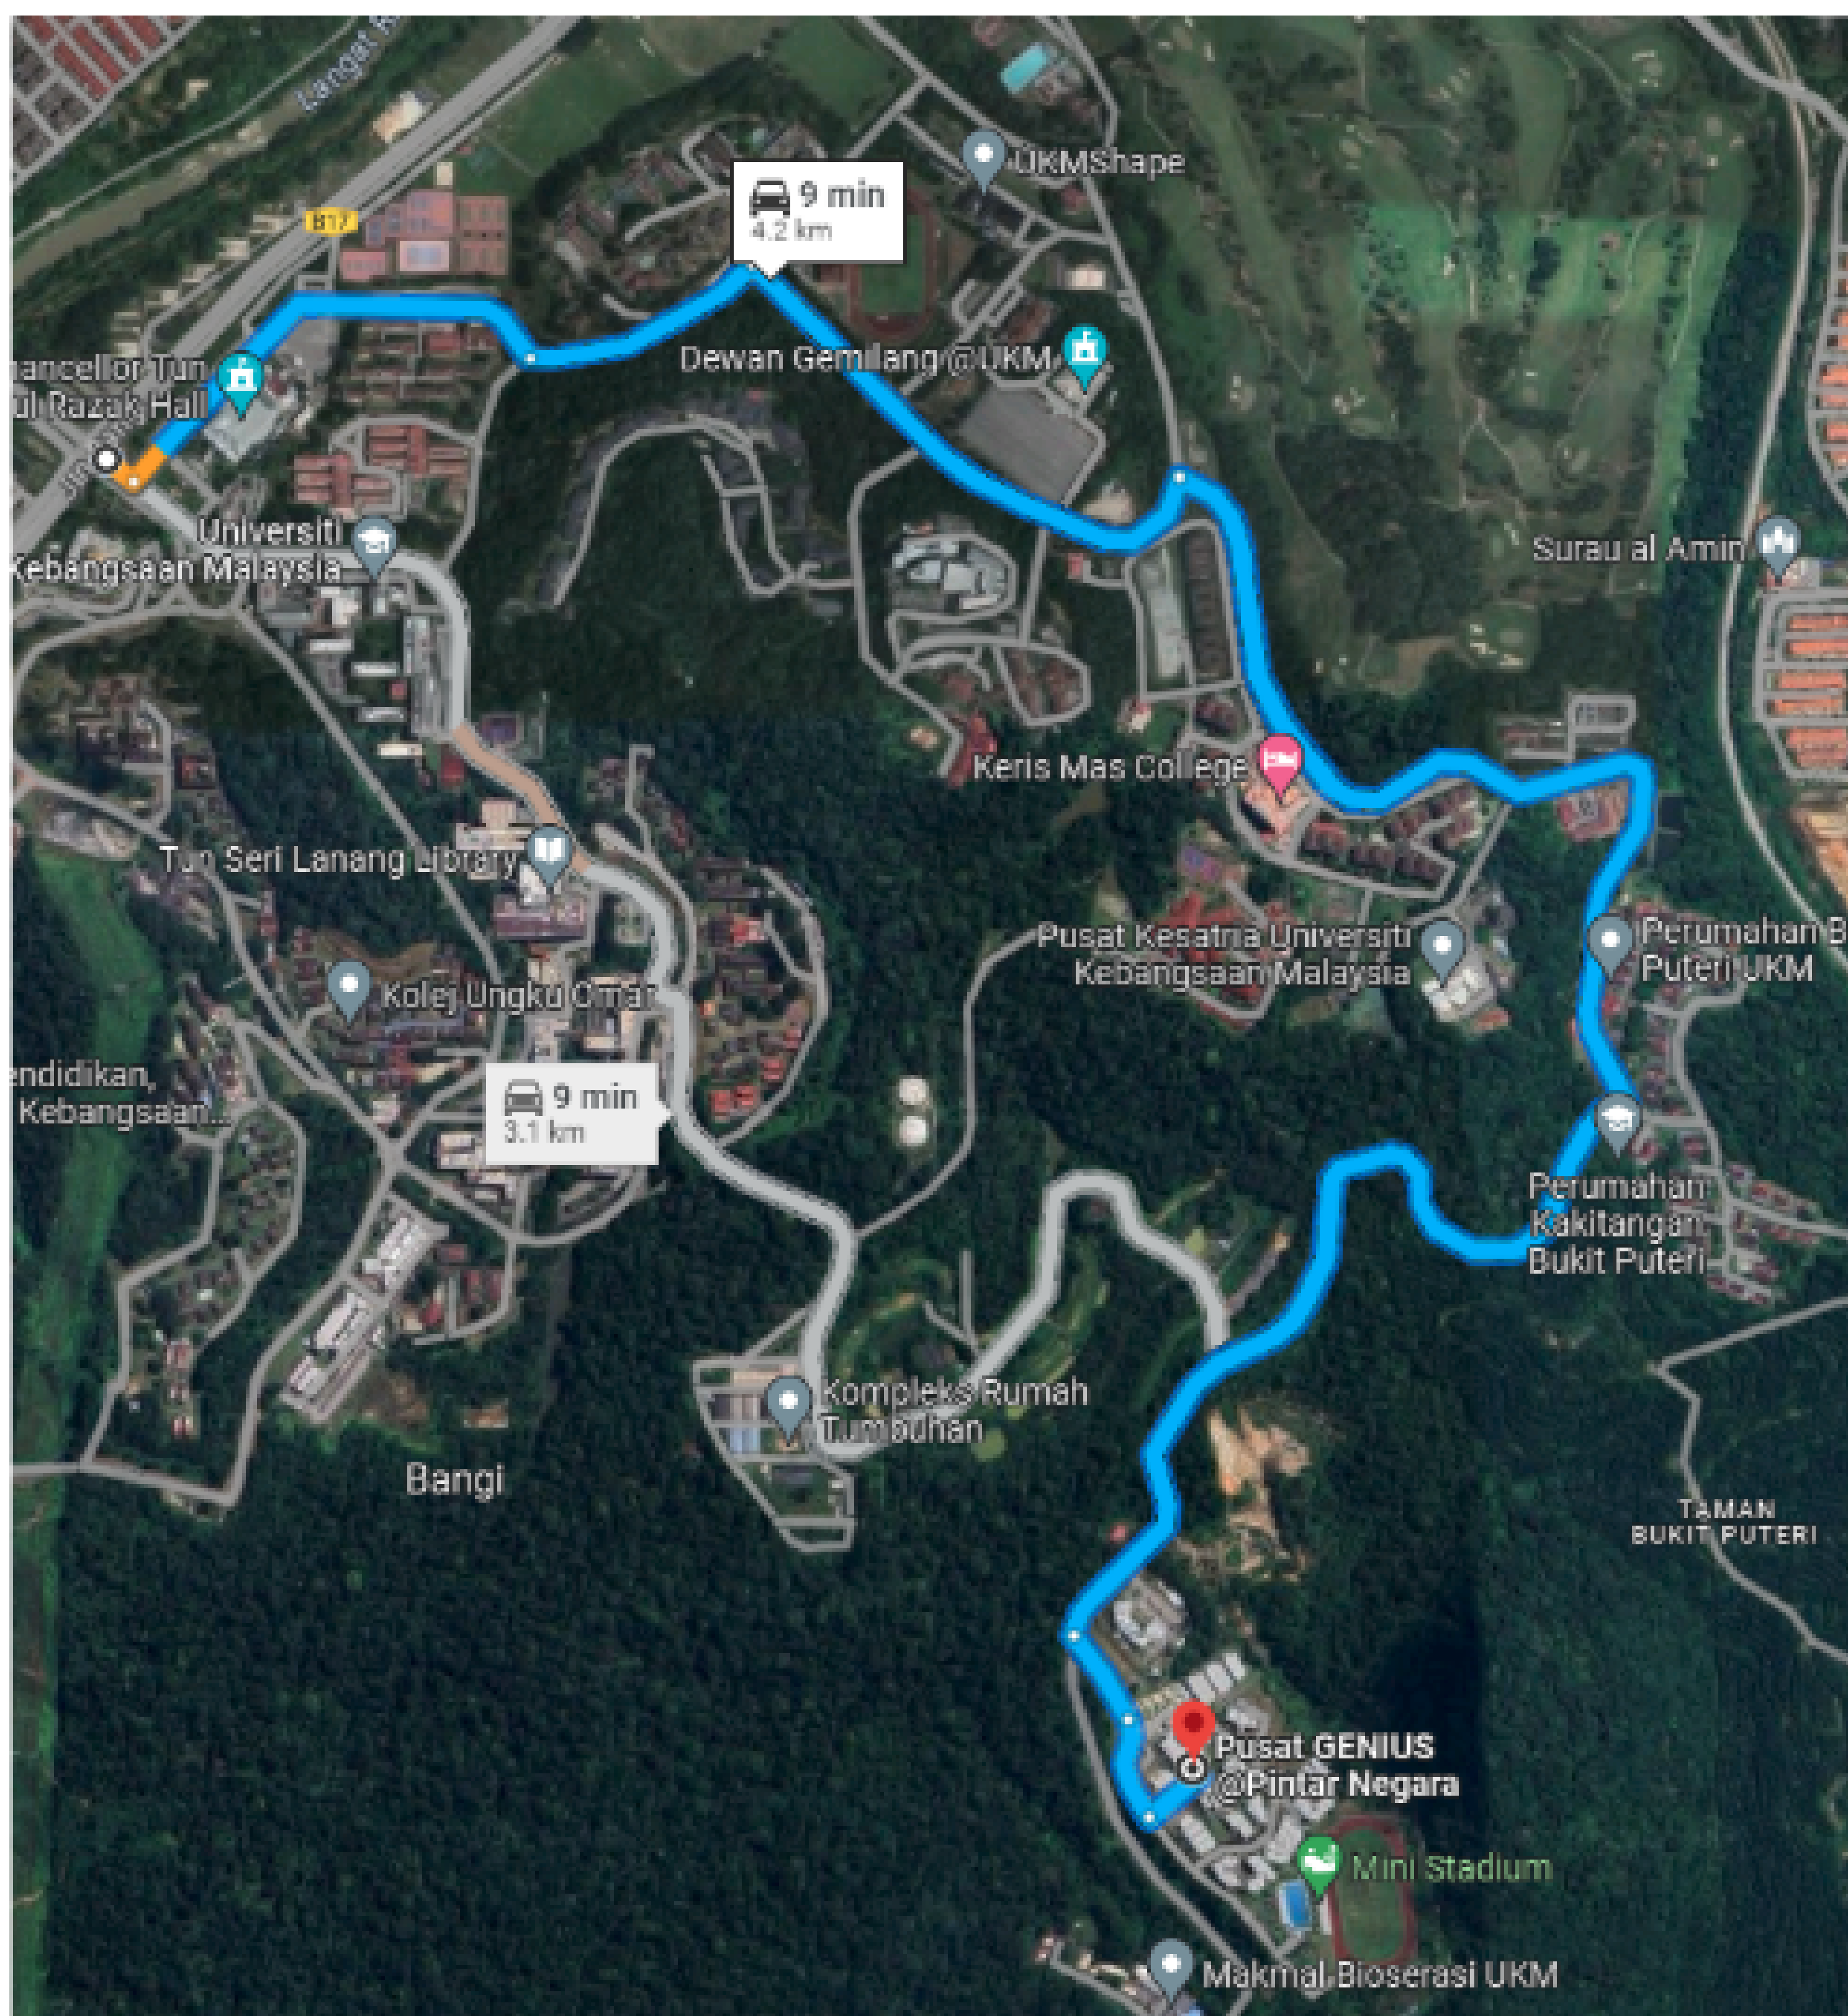 Langat R
UKMShape
9 min
4.2 km
B17
Dewan Gemilang @UKM
hancellor Tun
ul Razak Hall
Universiti
Kebangsaan Malaysia
Surau al Amin
Keris Mas College
Tun Seri Lanang Library
Pusat Kesatria Universiti
Kebangsaan Malaysia
Perumahan B
Puteri UKM
Kolej Ungku Omar
endidikan,
Kebangsaan...
9 min
3.1 km
Perumahan
Kakitangan
Bukit Puteri
Kompleks Rumah
Tumbuhan
Bangi
TAMAN
BUKIT PUTERI
Pusat GENIUS
@Pintar Negara
Mini Stadium
Makmal Bioserasi UKM